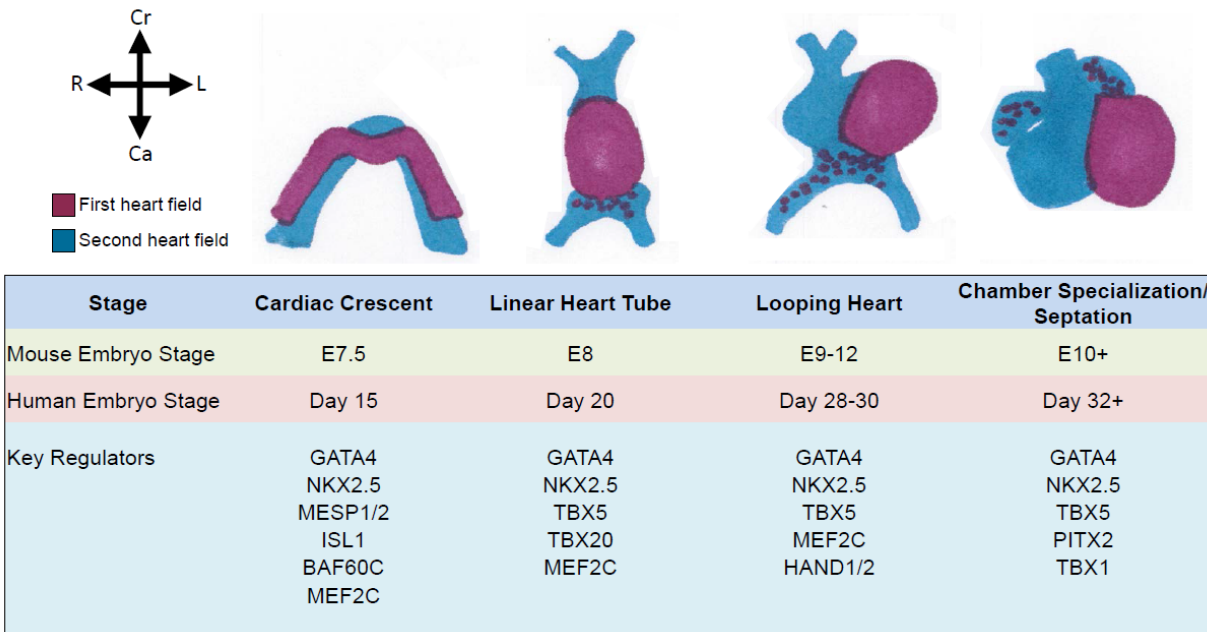 Cr
R L
Ca
First heart field
Second heart field
Stage Cardiac Crescent Linear Heart Tube Looping Heart Chamber Specialization/
Septation
Mouse Embryo Stage E7.5 E8 E9-12 E10+
Human Embryo Stage Day 15 Day 20 Day 28-30 Day 32+
Key Regulators GATA4 GATA4 GATA4 GATA4
NKX2.5 NKX2.5 NKX2.5 NKX2.5
MESP1/2 TBX5 TBX5 TBX5
ISL1 TBX20 MEF2C PITX2
BAF60C MEF2C HAND1/2 TBX1
MEF2C